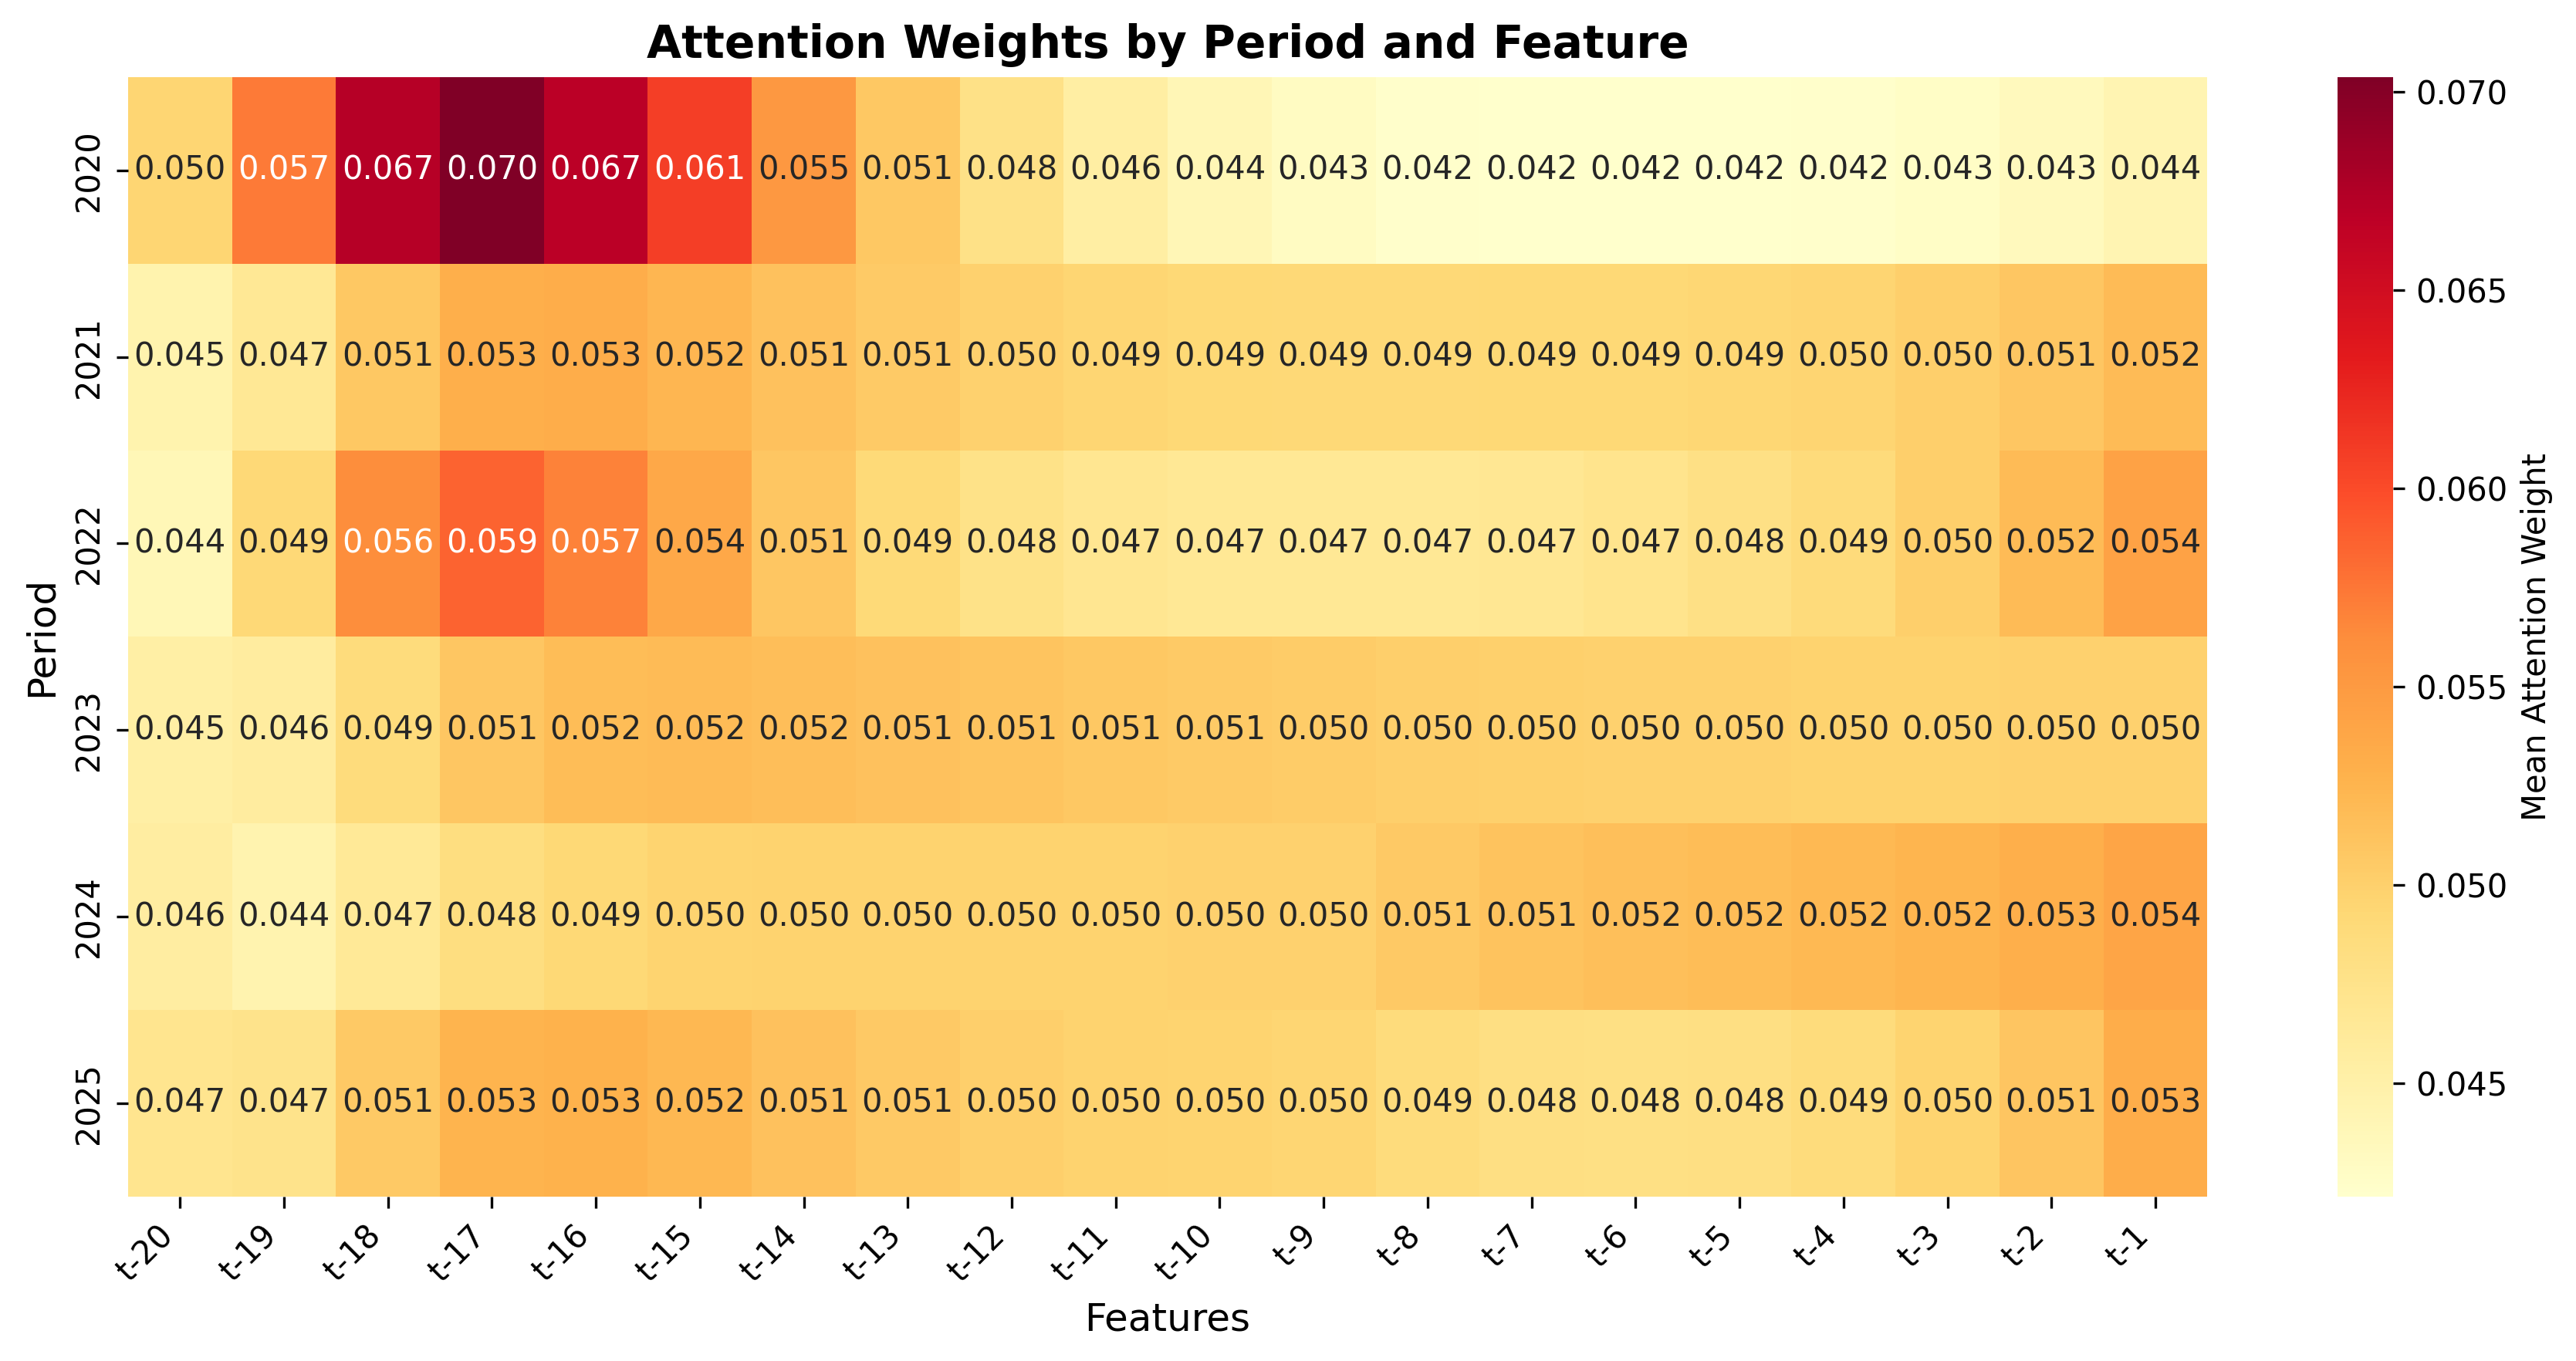 Attention Weights by Period and Feature
Period
2020 0.050 0.057 0.067 0.070 0.067 0.061 0.055 0.051 0.048 0.046 0.044 0.043 0.042 0.042 0.042 0.042 0.042 0.043 0.043 0.044
2021 0.045 0.047 0.051 0.053 0.053 0.052 0.051 0.051 0.050 0.049 0.049 0.049 0.049 0.049 0.049 0.049 0.050 0.050 0.051 0.052
2022 0.044 0.049 0.056 0.059 0.057 0.054 0.051 0.049 0.048 0.047 0.047 0.047 0.047 0.047 0.047 0.048 0.049 0.050 0.052 0.054
2023 0.045 0.046 0.049 0.051 0.052 0.052 0.052 0.051 0.051 0.051 0.051 0.050 0.050 0.050 0.050 0.050 0.050 0.050 0.050 0.050
2024 0.046 0.044 0.047 0.048 0.049 0.050 0.050 0.050 0.050 0.050 0.050 0.050 0.051 0.051 0.052 0.052 0.052 0.052 0.053 0.054
2025 0.047 0.047 0.051 0.053 0.053 0.052 0.051 0.051 0.050 0.050 0.050 0.050 0.049 0.048 0.048 0.048 0.049 0.050 0.051 0.053
t-20 t-19 t-18 t-17 t-16 t-15 t-14 t-13 t-12 t-11 t-10 t-9 t-8 t-7 t-6 t-5 t-4 t-3 t-2 t-1
Features
0.070
0.065
0.060
0.055
0.050
0.045
Mean Attention Weight